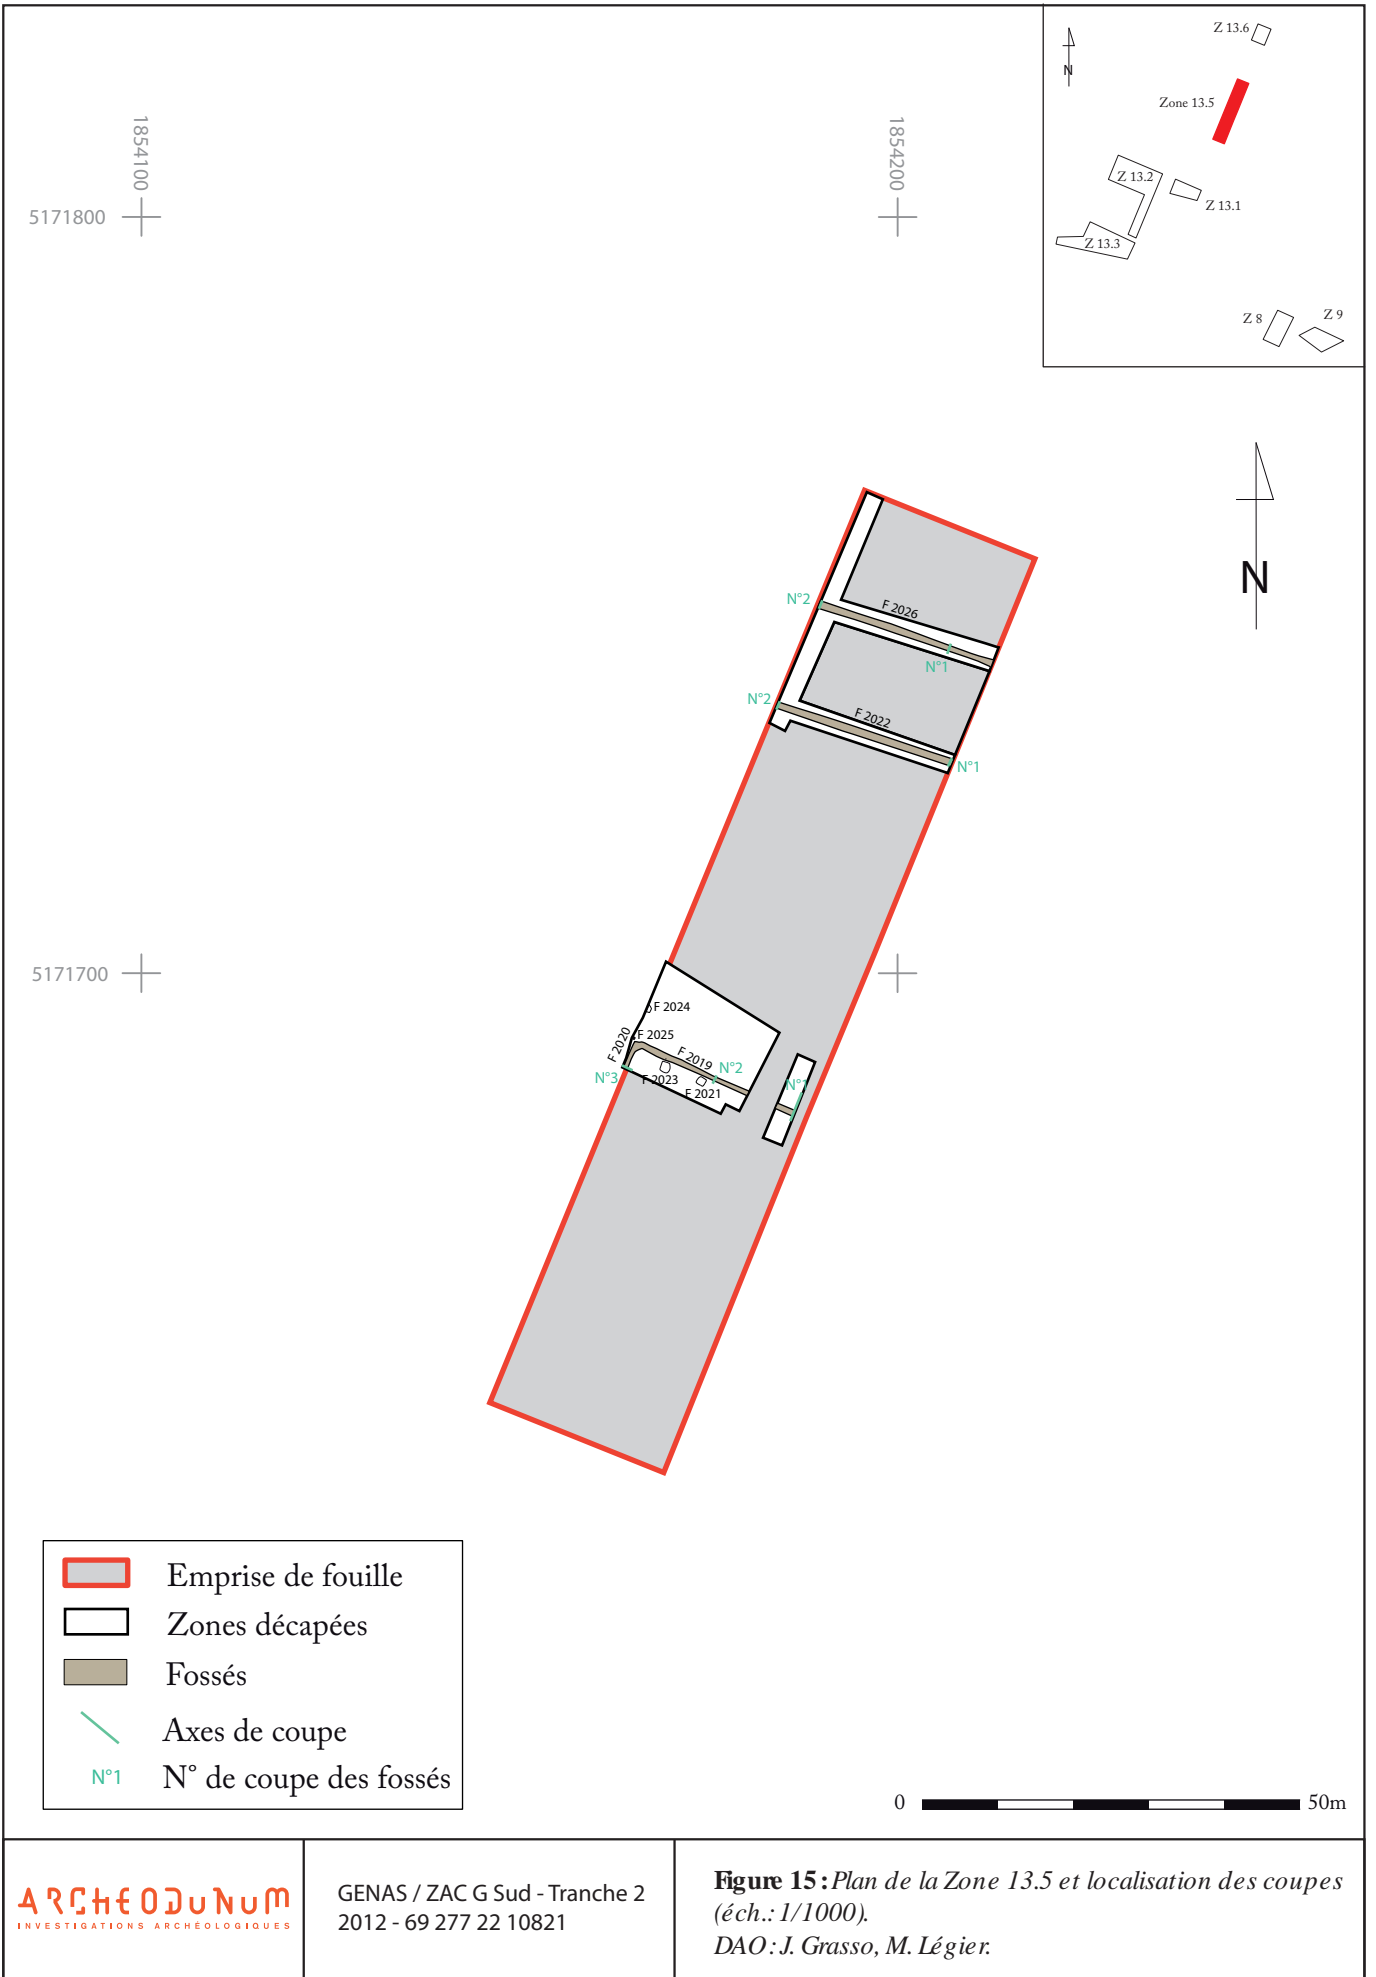 Z 13.6
N
Zone 13.5
Z 13.2
Z 13.1
Z 13.3
Z 8
Z 9
1854100
1854200
5171800
N
N°2
F 2026
N°1
N°2
F 2022
N°1
5171700
F 2024
F 2020
F 2025
F 2019
N°2
N°3
F 2023
F 2021
N°1
Emprise de fouille
Zones décapées
Fossés
Axes de coupe
N°1
N° de coupe des fossés
0
50m
ARCHEODUNUM
INVESTIGATIONS ARCHÉOLOGIQUES
GENAS / ZAC G Sud - Tranche 2
2012 - 69 277 22 10821
Figure 15 : Plan de la Zone 13.5 et localisation des coupes
(éch.: 1/1000).
DAO : J. Grasso, M. Légier.